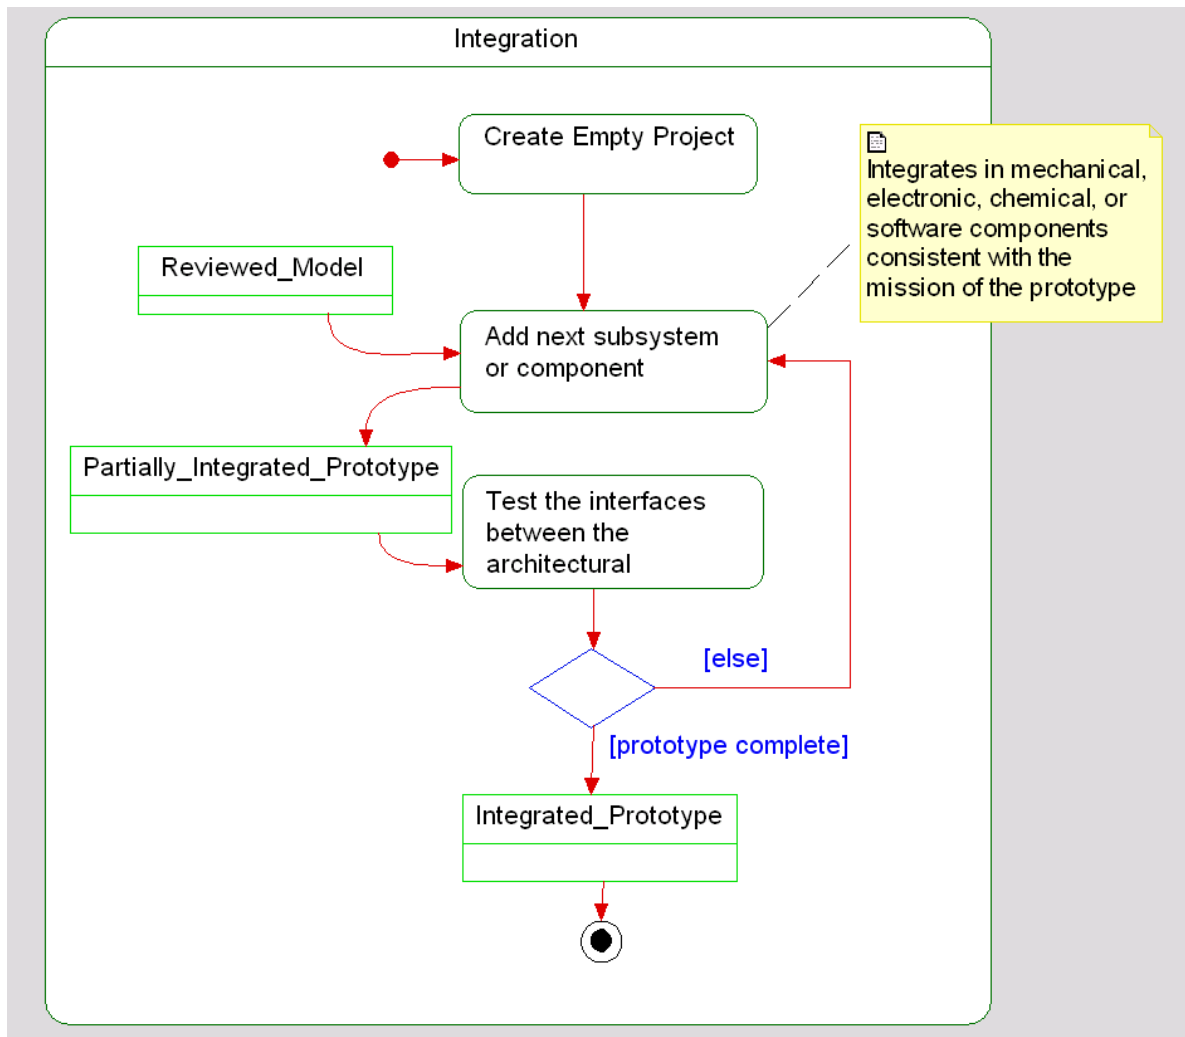 Integration
Create Empty Project
Integrates in mechanical,
electronic, chemical, or
software components
consistent with the
mission of the prototype
Reviewed_Model
Add next subsystem
or component
Partially_Integrated_Prototype
Test the interfaces
between the
architectural
[else]
[prototype complete]
Integrated_Prototype